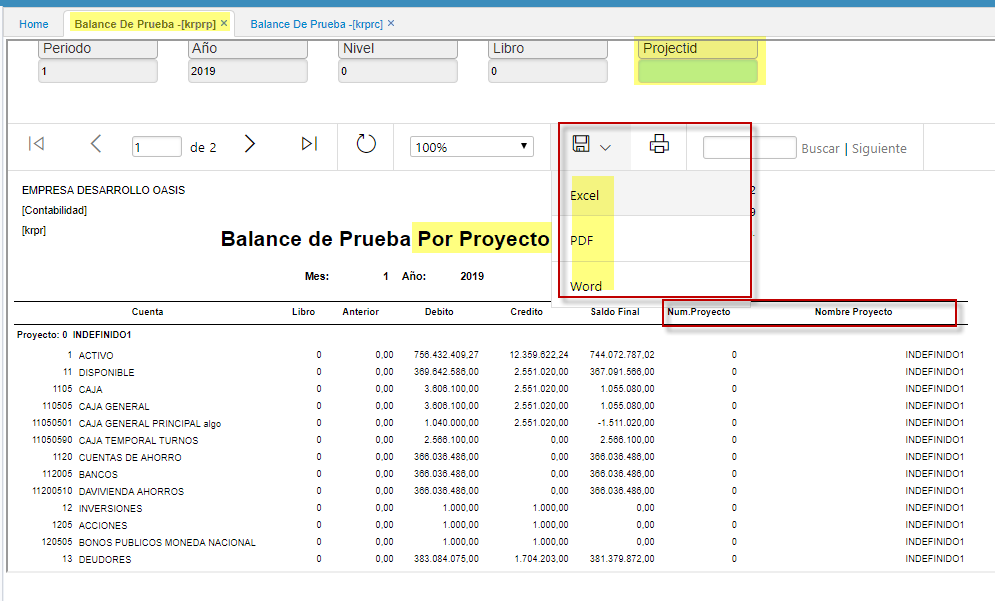 Home Balance De Prueba -[krprp] × Balance De Prueba -[krprc] ×
Periodo Año Nivel Libro Projectid
1 2019 0 0
1 de 2 100% Buscar | Siguiente
EMPRESA DESARROLLO OASIS 2
[Contabilidad] 9
[krpr]
Excel
PDF
Word
Balance de Prueba Por Proyecto
Mes: 1 Año: 2019
Cuenta Libro Anterior Debito Credito Saldo Final Num.Proyecto Nombre Proyecto
Proyecto: 0 INDEFINIDO1
1 ACTIVO 0 0,00 756.432.409,27 12.359.622,24 744.072.787,02 0 INDEFINIDO1
11 DISPONIBLE 0 0,00 369.642.586,00 2.551.020,00 367.091.566,00 0 INDEFINIDO1
1105 CAJA 0 0,00 3.606.100,00 2.551.020,00 1.055.080,00 0 INDEFINIDO1
110505 CAJA GENERAL 0 0,00 3.606.100,00 2.551.020,00 1.055.080,00 0 INDEFINIDO1
11050501 CAJA GENERAL PRINCIPAL algo 0 0,00 1.040.000,00 2.551.020,00 -1.511.020,00 0 INDEFINIDO1
11050590 CAJA TEMPORAL TURNOS 0 0,00 2.566.100,00 0,00 2.566.100,00 0 INDEFINIDO1
1120 CUENTAS DE AHORRO 0 0,00 366.036.486,00 0,00 366.036.486,00 0 INDEFINIDO1
112005 BANCOS 0 0,00 366.036.486,00 0,00 366.036.486,00 0 INDEFINIDO1
11200510 DAVIVIENDA AHORROS 0 0,00 366.036.486,00 0,00 366.036.486,00 0 INDEFINIDO1
12 INVERSIONES 0 0,00 1.000,00 1.000,00 0,00 0 INDEFINIDO1
1205 ACCIONES 0 0,00 1.000,00 1.000,00 0,00 0 INDEFINIDO1
120505 BONOS PUBLICOS MONEDA NACIONAL 0 0,00 1.000,00 1.000,00 0,00 0 INDEFINIDO1
13 DEUDORES 0 0,00 383.084.075,00 1.704.203,00 381.379.872,00 0 INDEFINIDO1